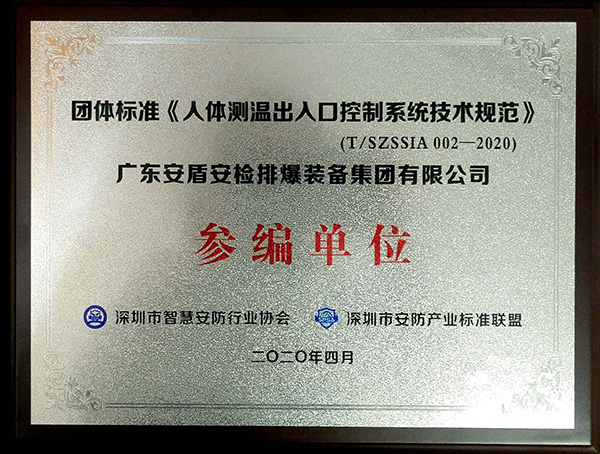 团体标准《人体测温出入口控制系统技术规范》
(T/SZSSIA 002—2020)
广东安盾安检排爆装备集团有限公司
参编单位
深圳市智慧安防行业协会 深圳市安防产业标准联盟
二〇二〇年四月